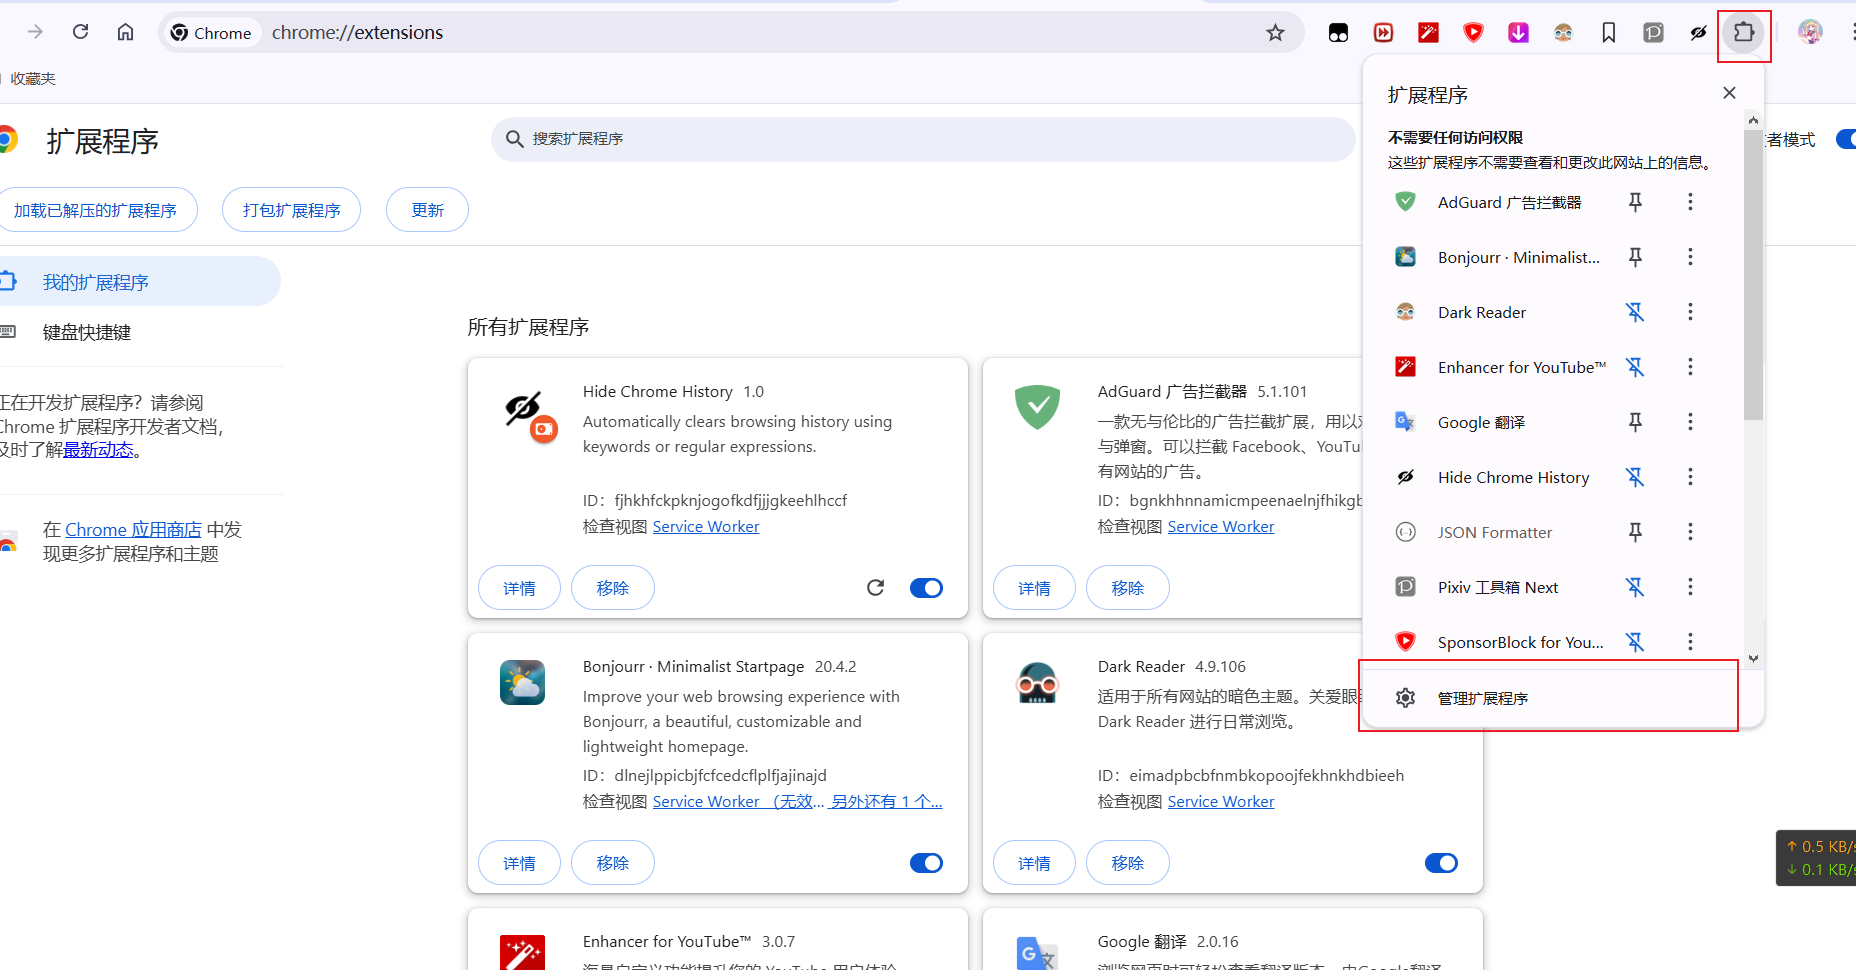 Chrome
chrome://extensions
收藏夹
扩展程序
搜索扩展程序
者模式
加载已解压的扩展程序
打包扩展程序
更新
我的扩展程序
键盘快捷键
正在开发扩展程序？请参阅
Chrome 扩展程序开发者文档，
及时了解最新动态。
在 Chrome 应用商店 中发
现更多扩展程序和主题
所有扩展程序
Hide Chrome History 1.0
Automatically clears browsing history using
keywords or regular expressions.
ID：fjhkhfckpknjogofkdfjjjgkeehlhccf
检查视图 Service Worker
详情
移除
AdGuard 广告拦截器 5.1.101
一款无与伦比的广告拦截扩展，用以
与弹窗。可以拦截 Facebook、YouTu
有网站的广告。
ID：bgnkhhnnamicmpeenaelnjfhikgb
检查视图 Service Worker
详情
移除
Bonjourr · Minimalist Startpage 20.4.2
Improve your web browsing experience with
Bonjourr, a beautiful, customizable and
lightweight homepage.
ID：dlnejlppicbjfcfcedcflplfjajinajd
检查视图 Service Worker （无效... 另外还有 1 个...
详情
移除
Dark Reader 4.9.106
适用于所有网站的暗色主题。关爱眼
Dark Reader 进行日常浏览。
ID：eimadpbcbfnmbkopoojfekhnkhdbieeh
检查视图 Service Worker
详情
移除
Enhancer for YouTube™ 3.0.7
Google 翻译 2.0.16
扩展程序
不需要任何访问权限
这些扩展程序不需要查看和更改此网站上的信息。
AdGuard 广告拦截器
Bonjourr · Minimalist...
Dark Reader
Enhancer for YouTube™
Google 翻译
Hide Chrome History
JSON Formatter
Pixiv 工具箱 Next
SponsorBlock for You...
管理扩展程序
↑ 0.5 KB/s
↓ 0.1 KB/s